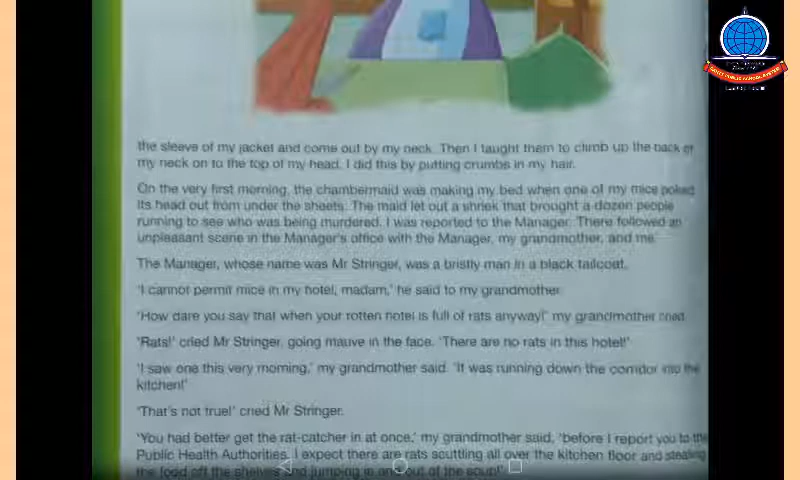 the sleeve of my jacket and come out by my neck. Then I taught them to climb up the back of
my neck on to the top of my head. I did this by putting crumbs in my hair.
On the very first morning, the chambermaid was making my bed when one of my mice poked
its head out from under the sheets. The maid let out a shriek that brought a dozen people
running to see who was being murdered. I was reported to the Manager. There followed an
unpleasant scene in the Manager's office with the Manager, my grandmother, and me.
The Manager, whose name was Mr Stringer, was a bristly man in a black tailcoat.
'I cannot permit mice in my hotel, madam,' he said to my grandmother.
'How dare you say that when your rotten hotel is full of rats anyway!' my grandmother cried.
'Rats!' cried Mr Stringer, going mauve in the face. 'There are no rats in this hotel!'
'I saw one this very morning,' my grandmother said. 'It was running down the corridor into the
kitchen!'
'That's not true!' cried Mr Stringer.
'You had better get the rat-catcher in at once,' my grandmother said, 'before I report you to the
Public Health Authorities. I expect there are rats scuttling all over the kitchen floor and stealing
the food off the shelves and jumping in and out of the soup!'